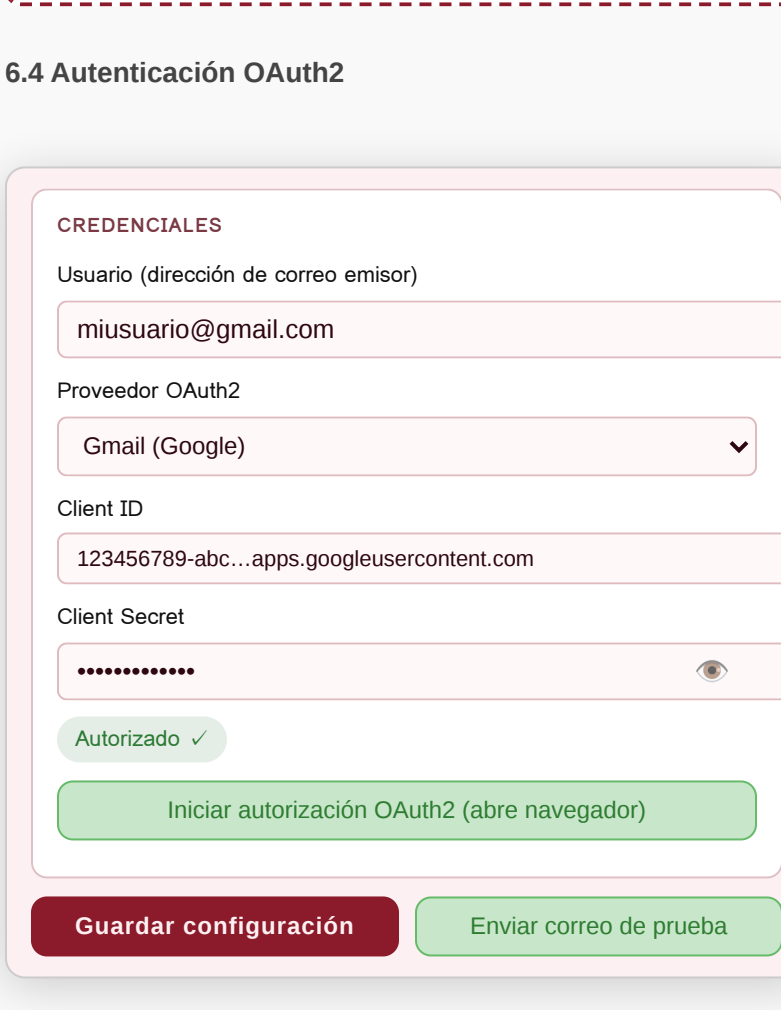 6.4 Autenticación OAuth2
CREDENCIALES
Usuario (dirección de correo emisor)
miusuario@gmail.com
Proveedor OAuth2
Gmail (Google)
Client ID
123456789-abc…apps.googleusercontent.com
Client Secret
•••••••••••••
Autorizado ✓
Iniciar autorización OAuth2 (abre navegador)
Guardar configuración
Enviar correo de prueba